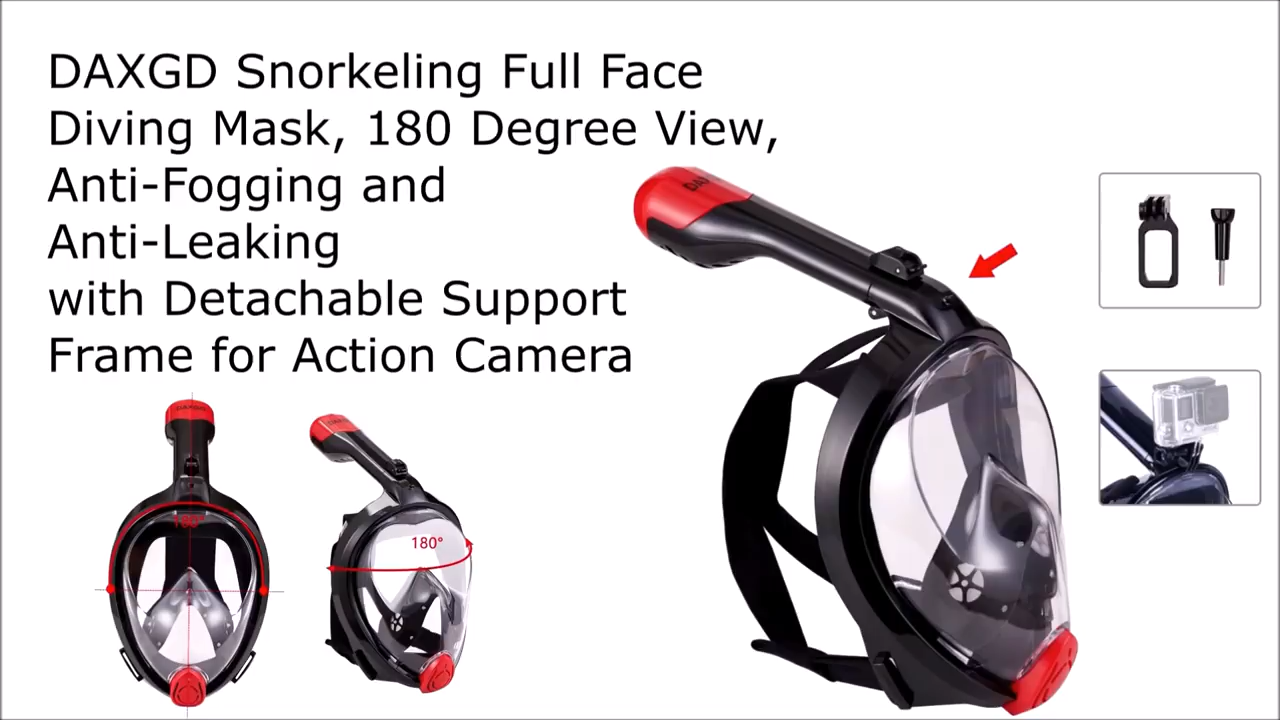 DAXGD Snorkeling Full Face
Diving Mask, 180 Degree View,
Anti-Fogging and
Anti-Leaking
with Detachable Support
Frame for Action Camera
180°
180°